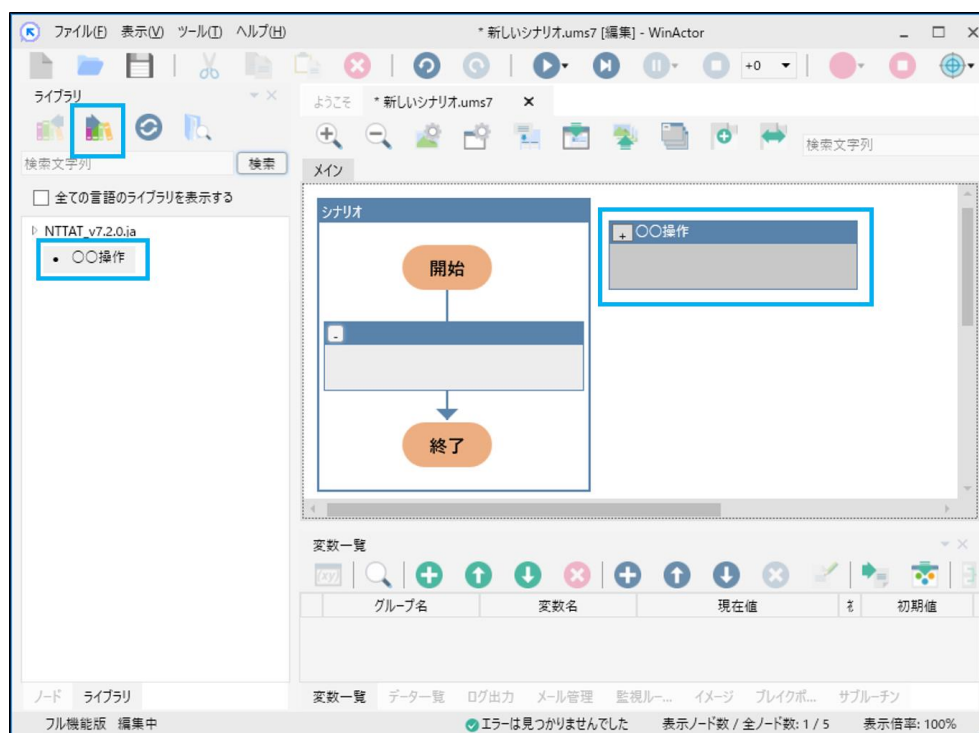 ファイル(F) 表示(V) ツール(T) ヘルプ(H) * 新しいシナリオ.ums7 [編集] - WinActor
+0
ライブラリ
ようこそ * 新しいシナリオ.ums7
検索文字列 検索
検索文字列
メイン
全ての言語のライブラリを表示する
NTTAT_v7.2.0.ja
〇〇操作
シナリオ
開始
終了
〇〇操作
変数一覧
グループ名 変数名 現在値 初期値
ノード ライブラリ
変数一覧 データ一覧 ログ出力 メール管理 監視ルー... イメージ ブレイクポ... サブルーチン
フル機能版 編集中 エラーは見つかりませんでした 表示ノード数 / 全ノード数: 1 / 5 表示倍率: 100%